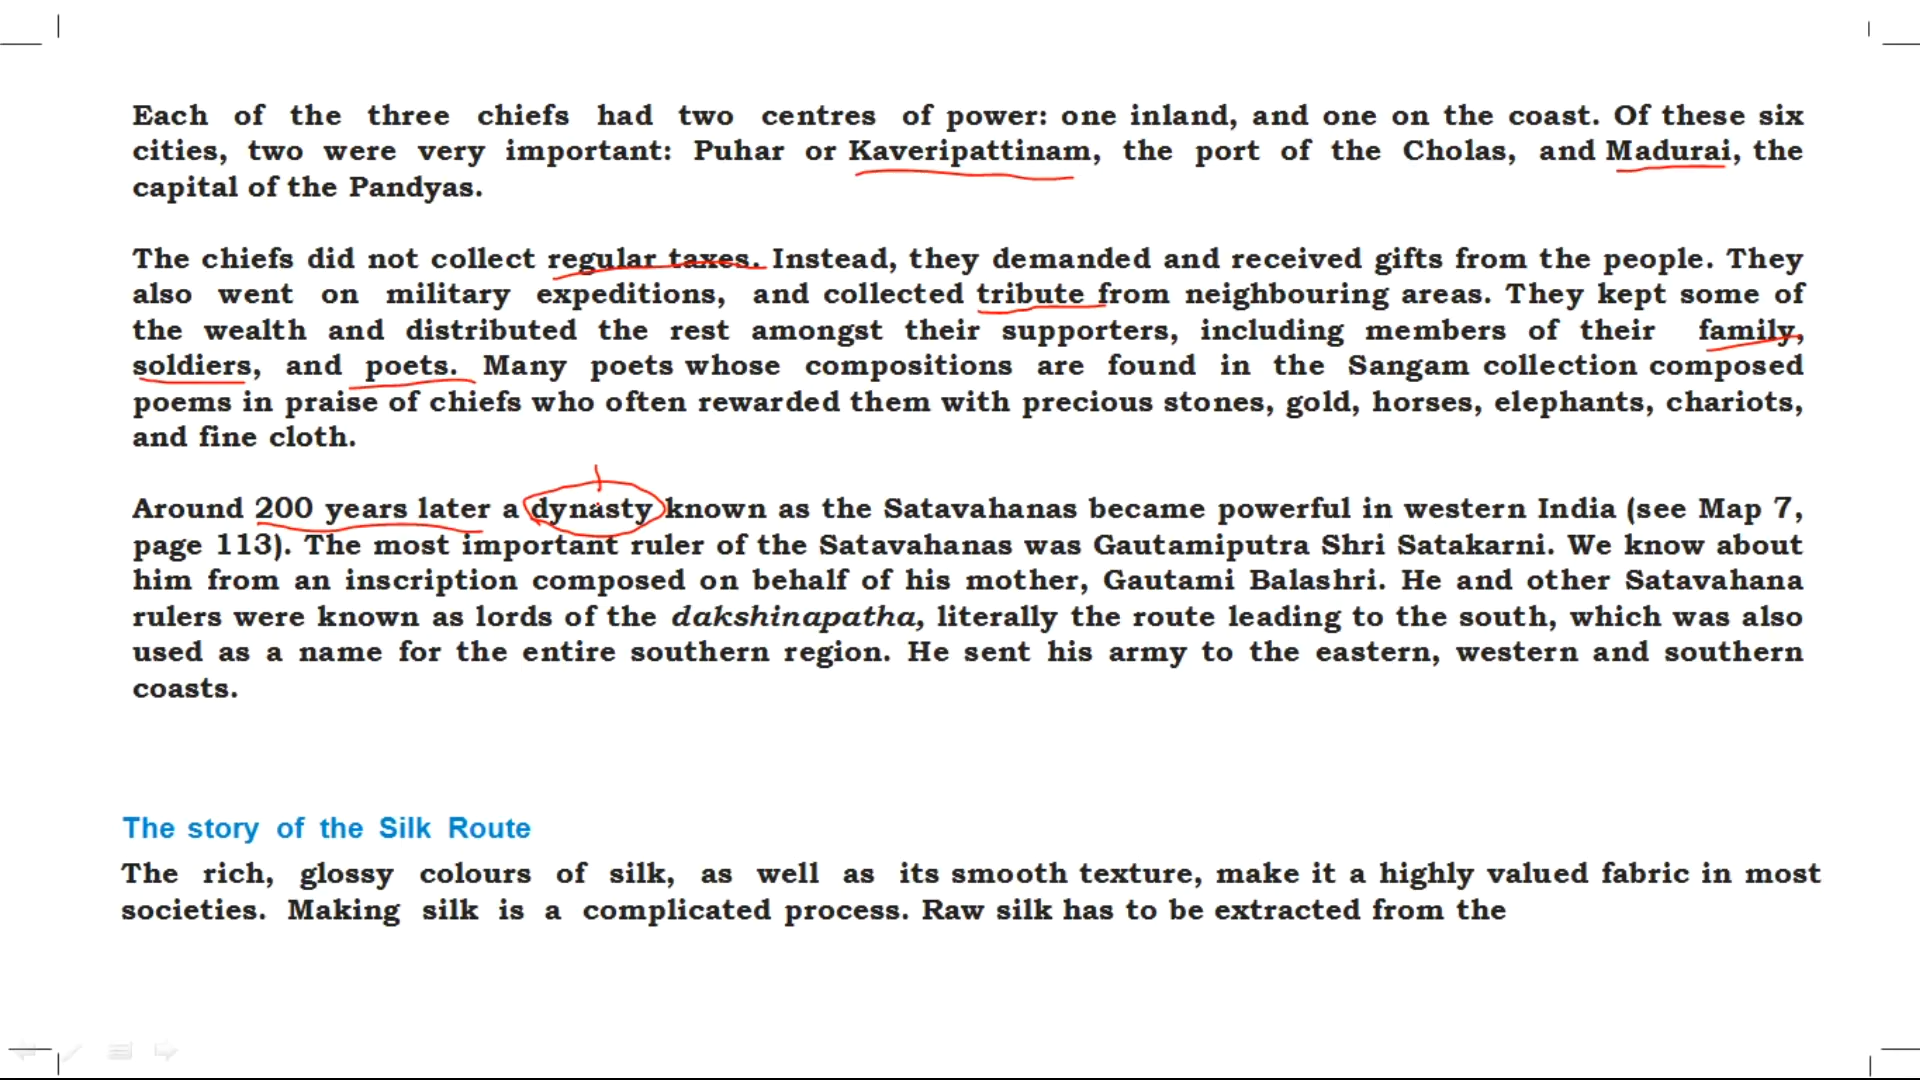 Each of the three chiefs had two centres of power: one inland, and one on the coast. Of these six
cities, two were very important: Puhar or Kaveripattinam, the port of the Cholas, and Madurai, the
capital of the Pandyas.
The chiefs did not collect regular taxes. Instead, they demanded and received gifts from the people. They
also went on military expeditions, and collected tribute from neighbouring areas. They kept some of
the wealth and distributed the rest amongst their supporters, including members of their family,
soldiers, and poets. Many poets whose compositions are found in the Sangam collection composed
poems in praise of chiefs who often rewarded them with precious stones, gold, horses, elephants, chariots,
and fine cloth.
Around 200 years later a dynasty known as the Satavahanas became powerful in western India (see Map 7,
page 113). The most important ruler of the Satavahanas was Gautamiputra Shri Satakarni. We know about
him from an inscription composed on behalf of his mother, Gautami Balashri. He and other Satavahana
rulers were known as lords of the dakshinapatha, literally the route leading to the south, which was also
used as a name for the entire southern region. He sent his army to the eastern, western and southern
coasts.
The story of the Silk Route
The rich, glossy colours of silk, as well as its smooth texture, make it a highly valued fabric in most
societies. Making silk is a complicated process. Raw silk has to be extracted from the